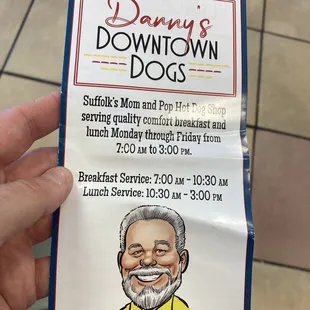 Danny's
DOWNTOWN
DOGS
Suffolk's Mom and Pop Hot Dog Shop
serving quality comfort breakfast and
lunch Monday through Friday from
7:00 AM to 3:00 PM.
Breakfast Service: 7:00 AM - 10:30 AM
Lunch Service: 10:30 AM - 3:00 PM